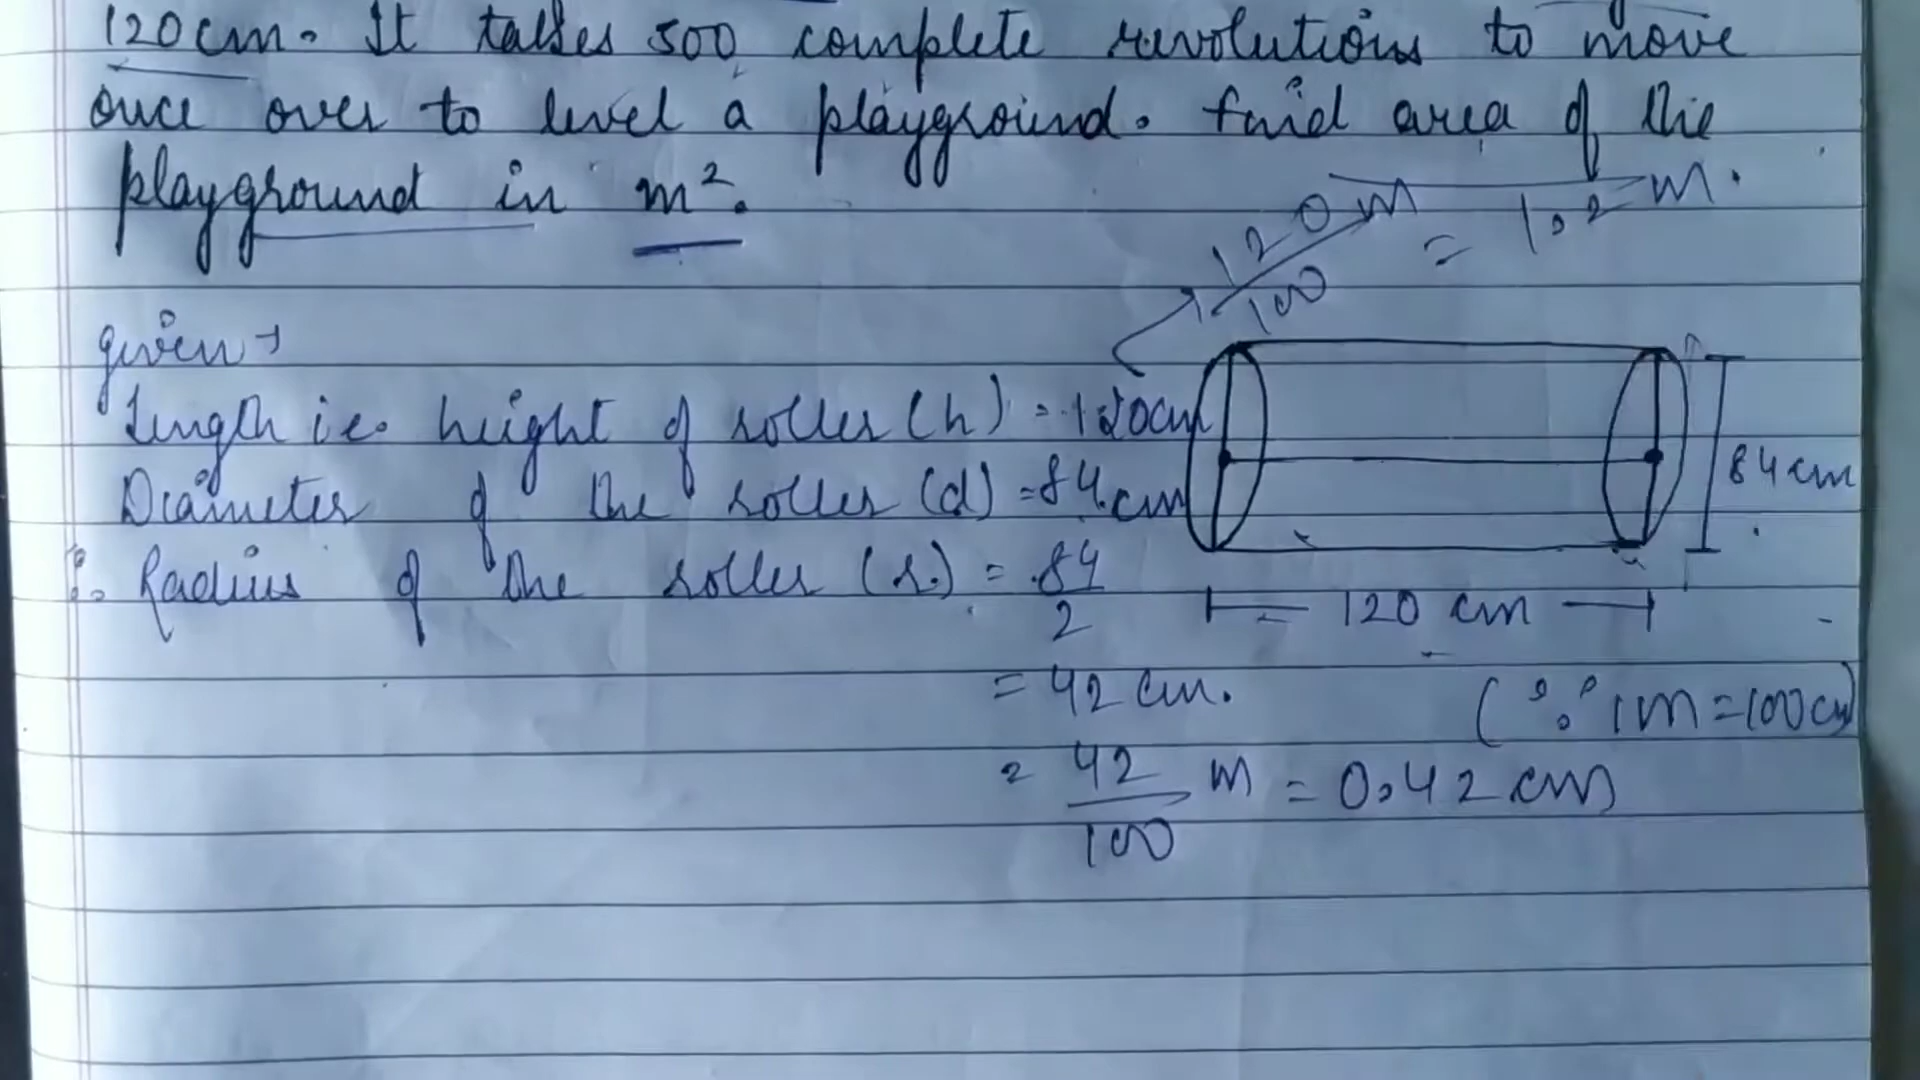 120cm. It takes 500 complete revolutions to move
once over to level a playground. find area of the
playground in m².
120/100 m = 1.2 m.
given →
Length i.e. height of roller (h) = 120cm
Diameter of the roller (d) = 84 cm
84 cm
∴ Radius of the roller (r) = 84/2
120 cm
= 42 cm. (∵ 1m = 100cm)
= 42/100 m = 0.42 cm